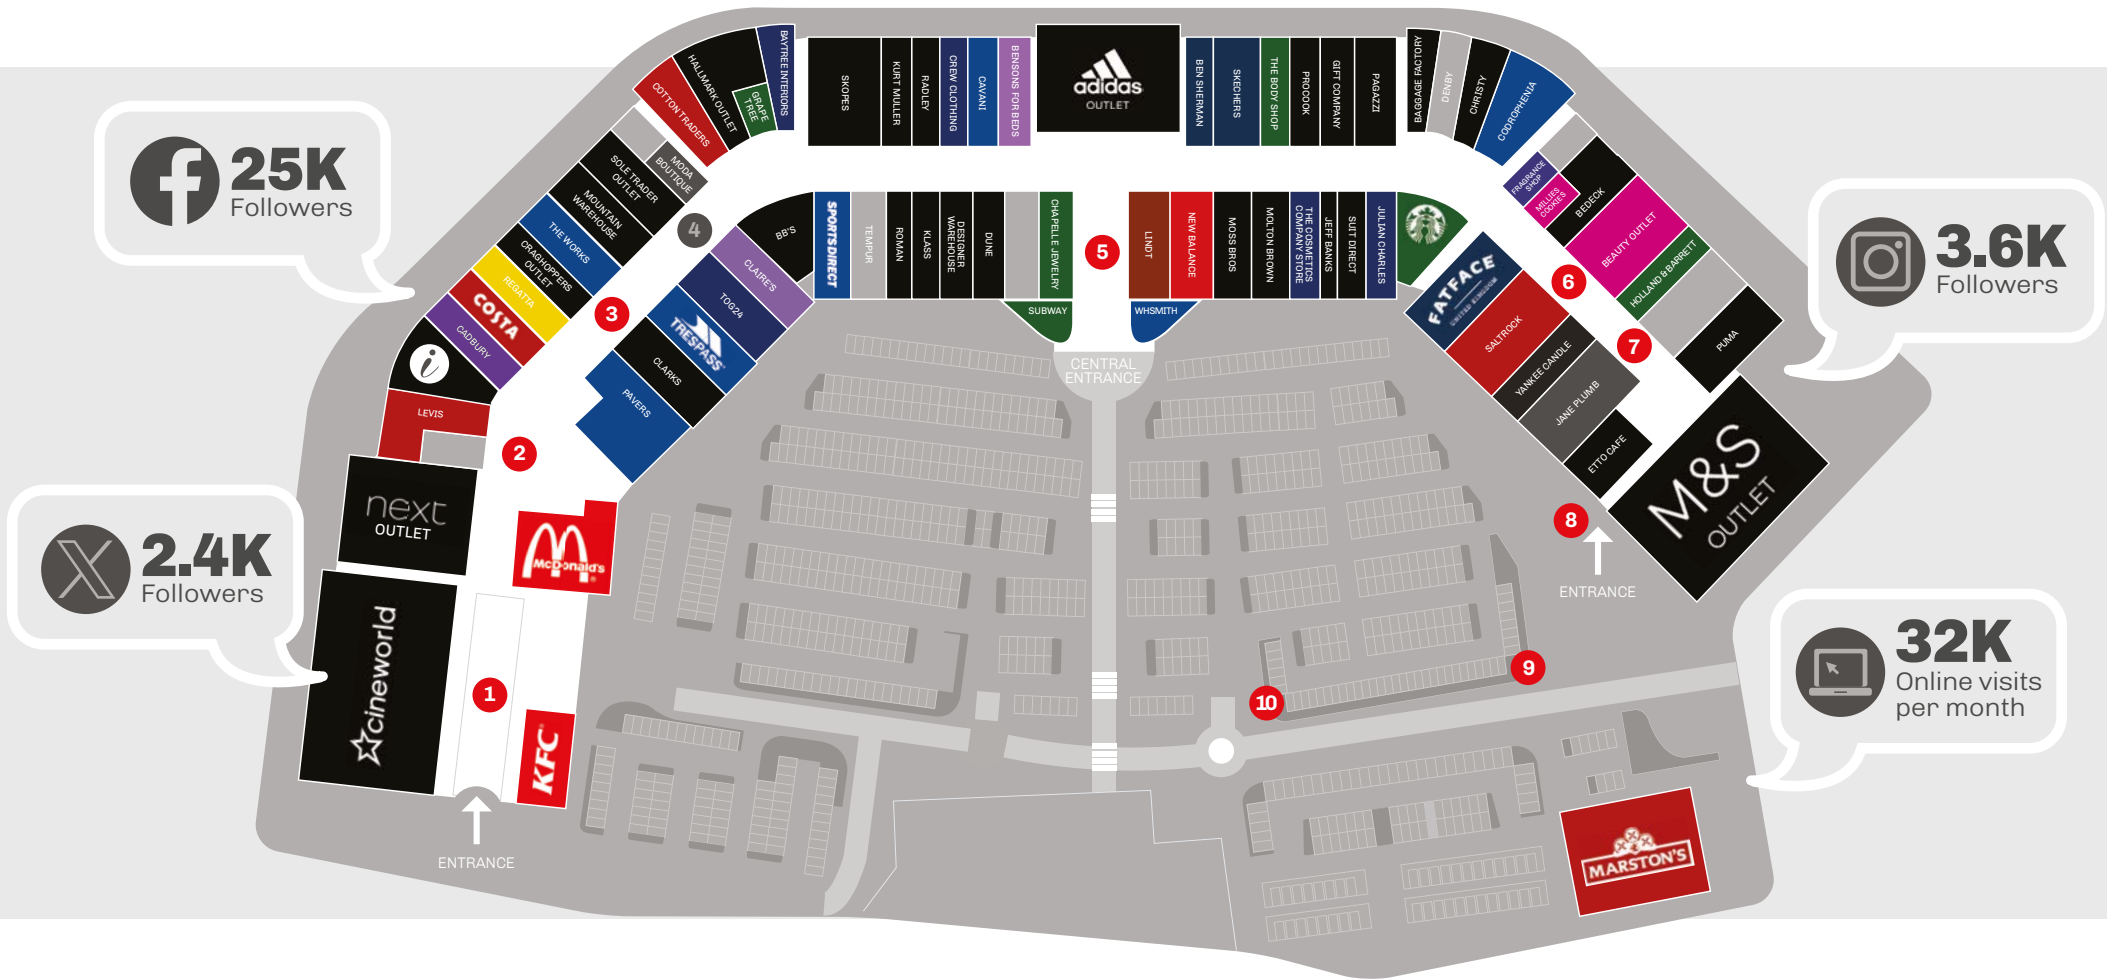 25K
Followers
2.4K
Followers
3.6K
Followers
32K
Online visits
per month
BAYTREE INTERIORS
HALLMARK OUTLET
GRAPE
TREE
COTTON TRADERS
MODA
BOUTIQUE
SOLE TRADER
OUTLET
MOUNTAIN
WAREHOUSE
THE WORKS
CRAGHOPPERS
OUTLET
REGATTA
COSTA
CADBURY
i
LEVIS
next
OUTLET
cineworld
McDonald's
KFC
ENTRANCE
SKOPES
KURT MULLER
RADLEY
CREW CLOTHING
CAVANI
BENSONS FOR BEDS
adidas
OUTLET
BEN SHERMAN
SKECHERS
THE BODY SHOP
PROCOOK
GIFT COMPANY
PAGAZZI
BAGGAGE FACTORY
DENBY
CHRISTY
CODROPHENIA
FRAGRANCE
SHOP
MILLIES
COOKIES
BEDECK
BEAUTY OUTLET
HOLLAND & BARRETT
PUMA
M&S
OUTLET
BB'S
CLAIRE'S
TOG24
TRESPASS
CLARKS
PAVERS
SPORTSDIRECT
TEMPUR
ROMAN
KLASS
DESIGNER
WAREHOUSE
DUNE
CHAPELLE JEWELRY
SUBWAY
LINDT
NEW BALANCE
MOSS BROS
MOLTON BROWN
THE COSMETICS
COMPANY STORE
JEFF BANKS
SUIT DIRECT
JULIAN CHARLES
WHSMITH
CENTRAL
ENTRANCE
FATFACE
UNITED KINGDOM
SALTROCK
YANKEE CANDLE
JANE PLUMB
ETTO CAFE
ENTRANCE
MARSTON'S
1
2
3
4
5
6
7
8
9
10